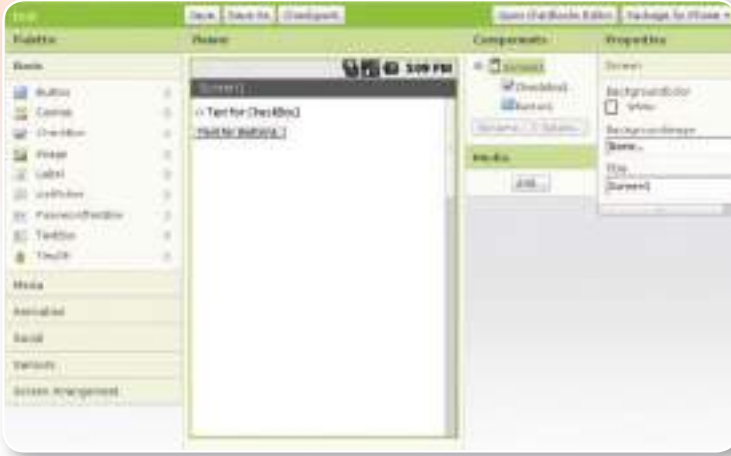 Save Save As Checkpoint Open the Blocks Editor Package for Phone
Palette
Basic
Button
Canvas
CheckBox
Image
Label
ListPicker
PasswordTextBox
TextBox
TinyDB
Media
Animation
Social
Sensors
Screen Arrangement
Viewer
5:09 PM
Screen1
Text for CheckBox1
Text for Button1
Components
Screen1
CheckBox1
Button1
Rename... Delete...
Media
Add...
Properties
Screen
BackgroundColor
White
BackgroundImage
None...
Title
Screen1